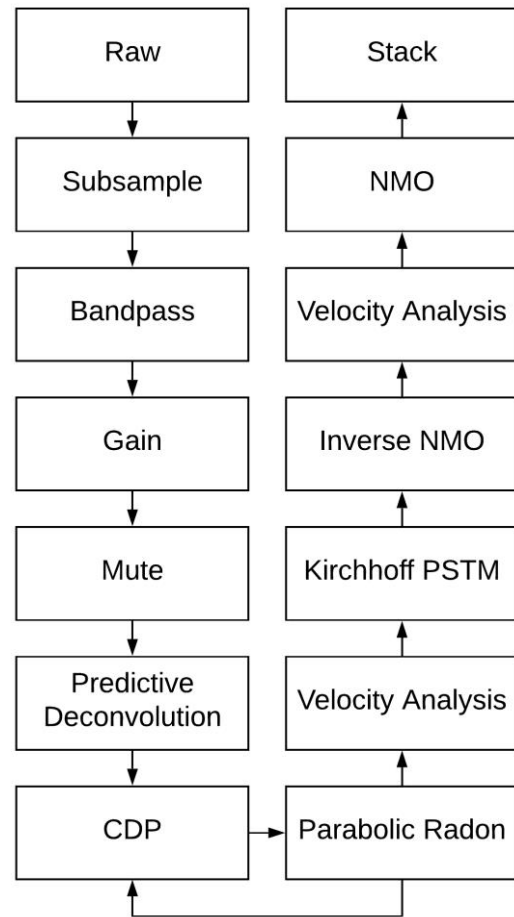 Raw
Subsample
Bandpass
Gain
Mute
Predictive
Deconvolution
CDP
Parabolic Radon
Velocity Analysis
Kirchhoff PSTM
Inverse NMO
Velocity Analysis
NMO
Stack